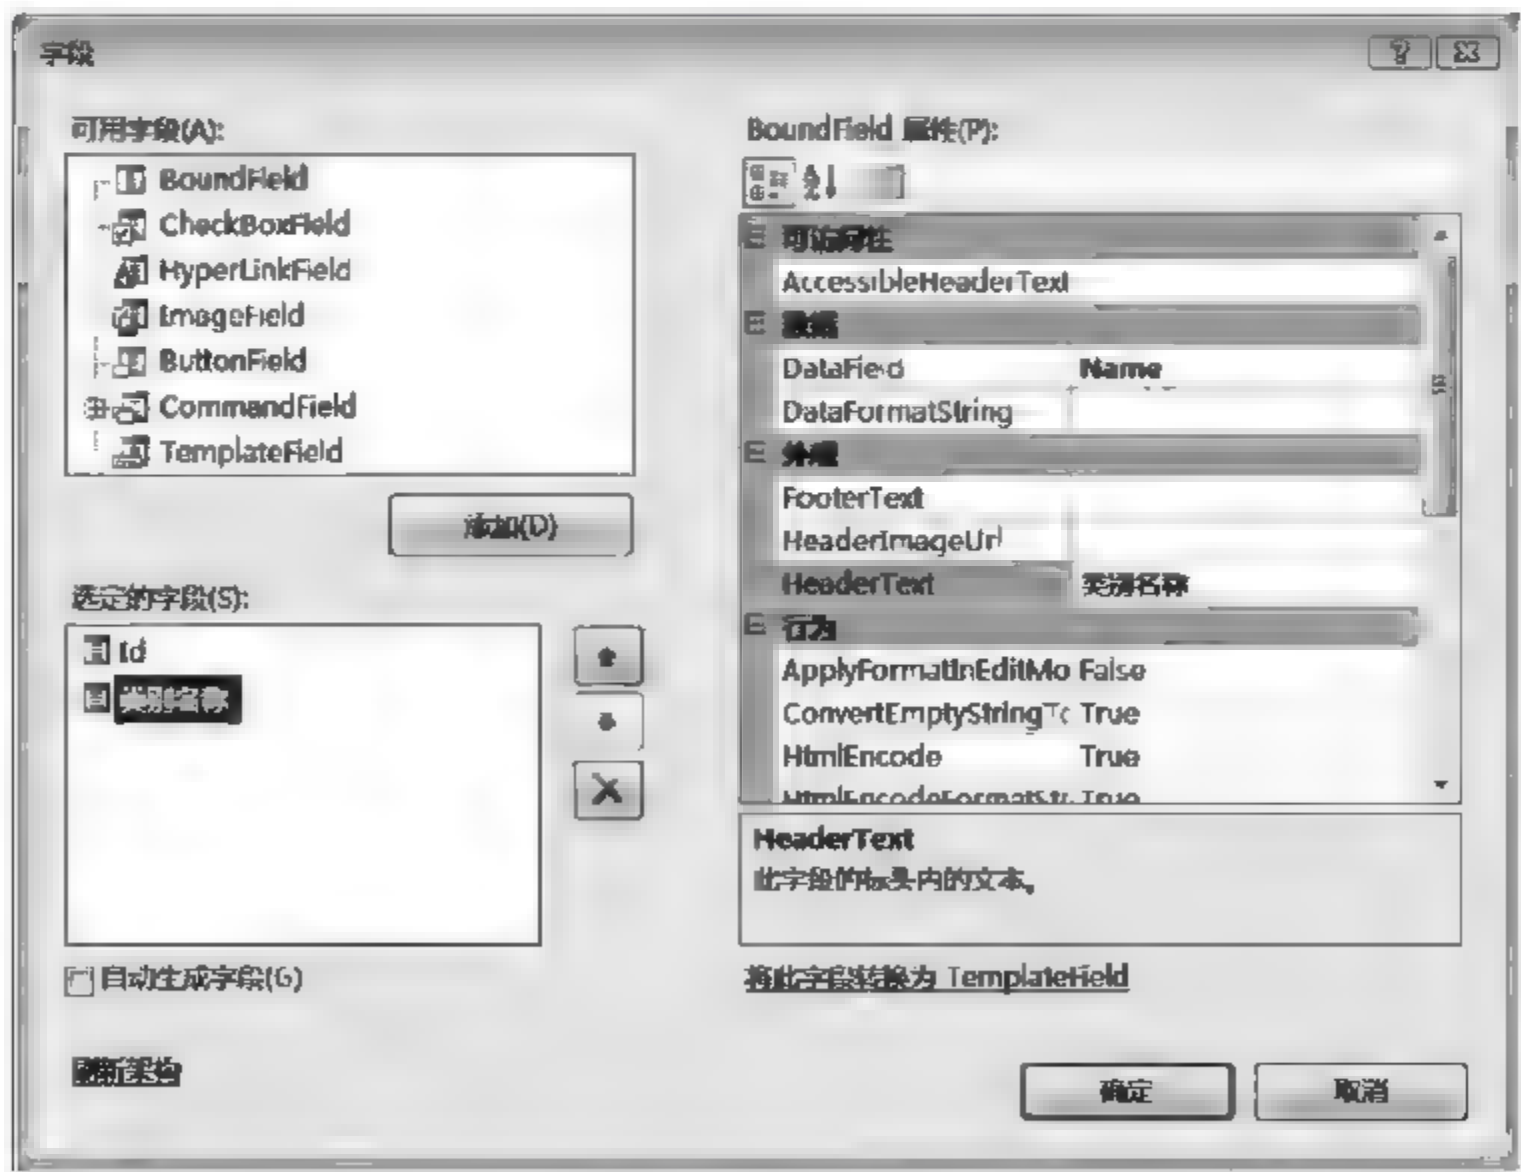 字段
可用字段(A):
BoundField
CheckBoxField
HyperLinkField
ImageField
ButtonField
CommandField
TemplateField
添加(D)
选定的字段(S):
Id
类别名称
自动生成字段(G)
刷新架构
BoundField 属性(P):
可访问性
AccessibleHeaderText
数据
DataField Name
DataFormatString
外观
FooterText
HeaderImageUrl
HeaderText 类别名称
行为
ApplyFormatInEditMo False
ConvertEmptyStringTo True
HtmlEncode True
HtmlEncodeFormatStr True
HeaderText
此字段的标头内的文本。
将此字段转换为 TemplateField
确定
取消